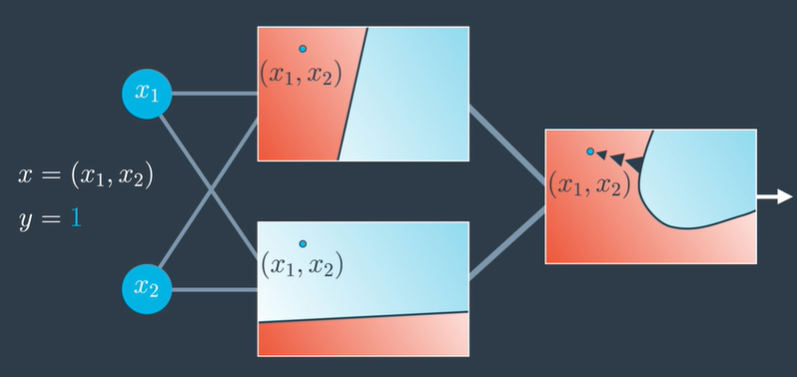 x₁
x₂
x = (x₁, x₂)
y = 1
(x₁, x₂)
(x₁, x₂)
(x₁, x₂)